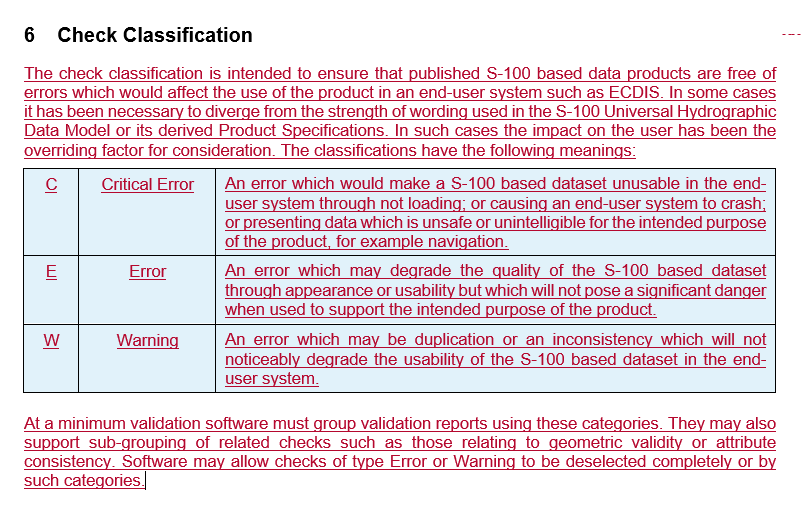 6 Check Classification
The check classification is intended to ensure that published S-100 based data products are free of
errors which would affect the use of the product in an end-user system such as ECDIS. In some cases
it has been necessary to diverge from the strength of wording used in the S-100 Universal Hydrographic
Data Model or its derived Product Specifications. In such cases the impact on the user has been the
overriding factor for consideration. The classifications have the following meanings:
C Critical Error An error which would make a S-100 based dataset unusable in the end-
user system through not loading; or causing an end-user system to crash;
or presenting data which is unsafe or unintelligible for the intended purpose
of the product, for example navigation.
E Error An error which may degrade the quality of the S-100 based dataset
through appearance or usability but which will not pose a significant danger
when used to support the intended purpose of the product.
W Warning An error which may be duplication or an inconsistency which will not
noticeably degrade the usability of the S-100 based dataset in the end-
user system.
At a minimum validation software must group validation reports using these categories. They may also
support sub-grouping of related checks such as those relating to geometric validity or attribute
consistency. Software may allow checks of type Error or Warning to be deselected completely or by
such categories.